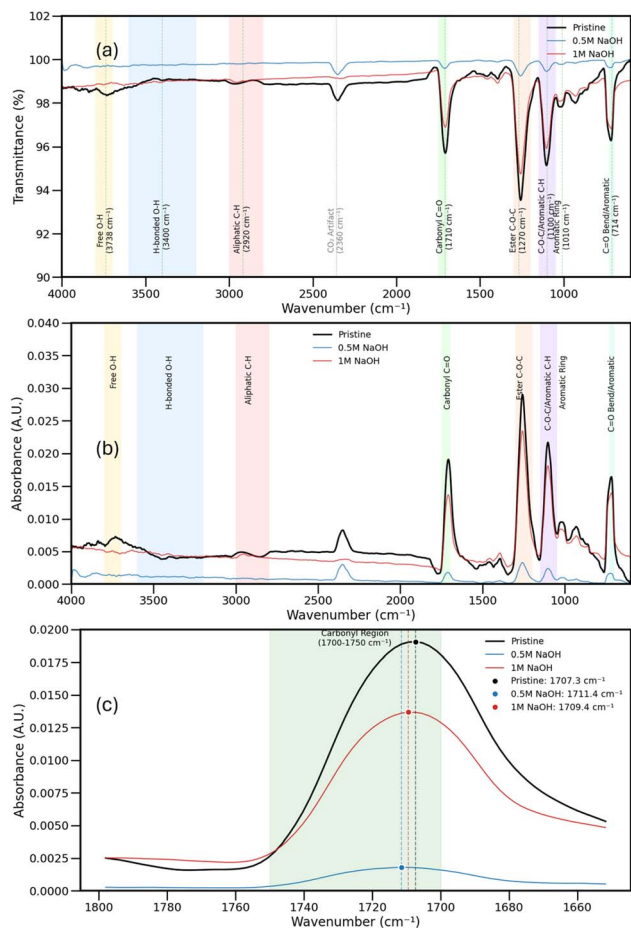 (a)
Pristine
0.5M NaOH
1M NaOH
Transmittance (%)
100
98
96
94
92
90
Free O-H
(3738 cm⁻¹)
H-bonded O-H
(3400 cm⁻¹)
Aliphatic C-H
(2920 cm⁻¹)
CO₂ Artifact
(2360 cm⁻¹)
Carbonyl C=O
(1710 cm⁻¹)
Ester C-O-C
(1270 cm⁻¹)
C-O-C/Aromatic C-H
(1100 cm⁻¹)
Aromatic Ring
(1010 cm⁻¹)
C=O Bend/Aromatic
(714 cm⁻¹)
4000 3500 3000 2500 2000 1500 1000
Wavenumber (cm⁻¹)
(b)
Pristine
0.5M NaOH
1M NaOH
Absorbance (A.U.)
0.040
0.035
0.030
0.025
0.020
0.015
0.010
0.005
0.000
Free O-H
H-bonded O-H
Aliphatic C-H
Carbonyl C=O
Ester C-O-C
C-O-C/Aromatic C-H
Aromatic Ring
C=O Bend/Aromatic
4000 3500 3000 2500 2000 1500 1000
Wavenumber (cm⁻¹)
(c)
Carbonyl Region
(1700-1750 cm⁻¹)
Pristine
0.5M NaOH
1M NaOH
Pristine: 1707.3 cm⁻¹
0.5M NaOH: 1711.4 cm⁻¹
1M NaOH: 1709.4 cm⁻¹
Absorbance (A.U.)
0.0200
0.0175
0.0150
0.0125
0.0100
0.0075
0.0050
0.0025
0.0000
1800 1780 1760 1740 1720 1700 1680 1660
Wavenumber (cm⁻¹)